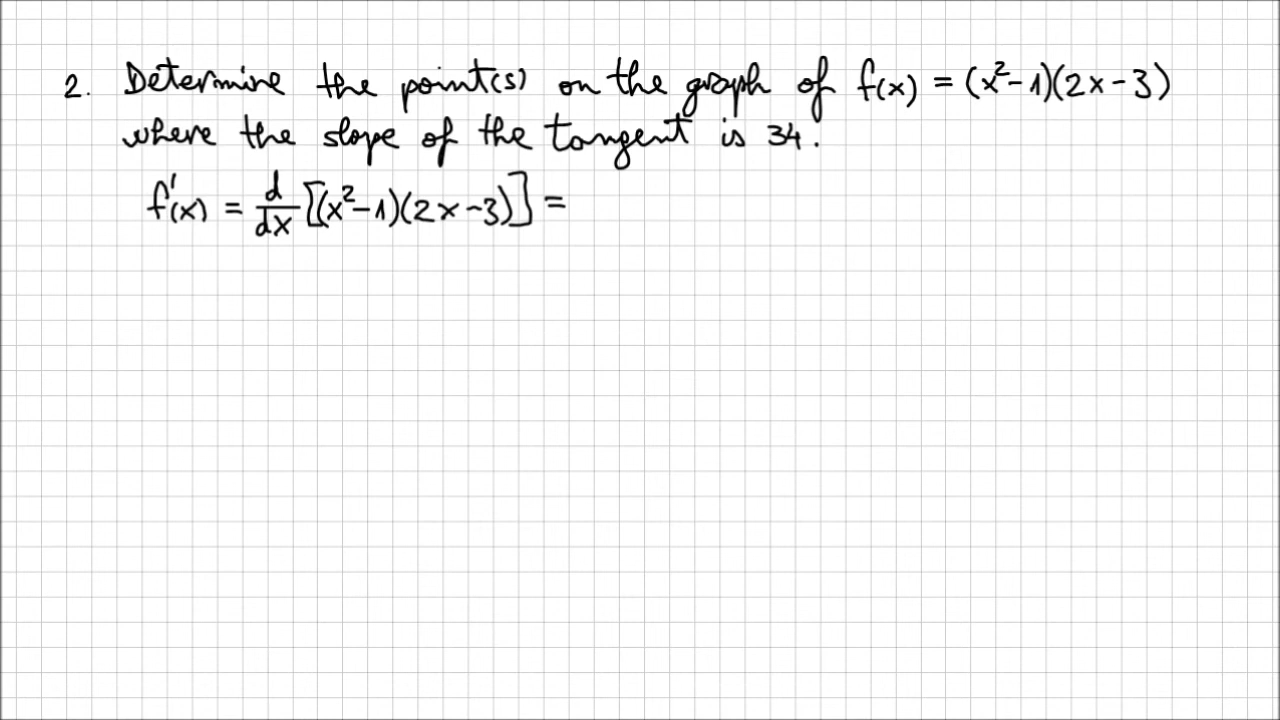 2. Determine the point(s) on the graph of f(x) = (x²-1)(2x-3)
where the slope of the tangent is 34.
f'(x) = d/dx [(x²-1)(2x-3)] =